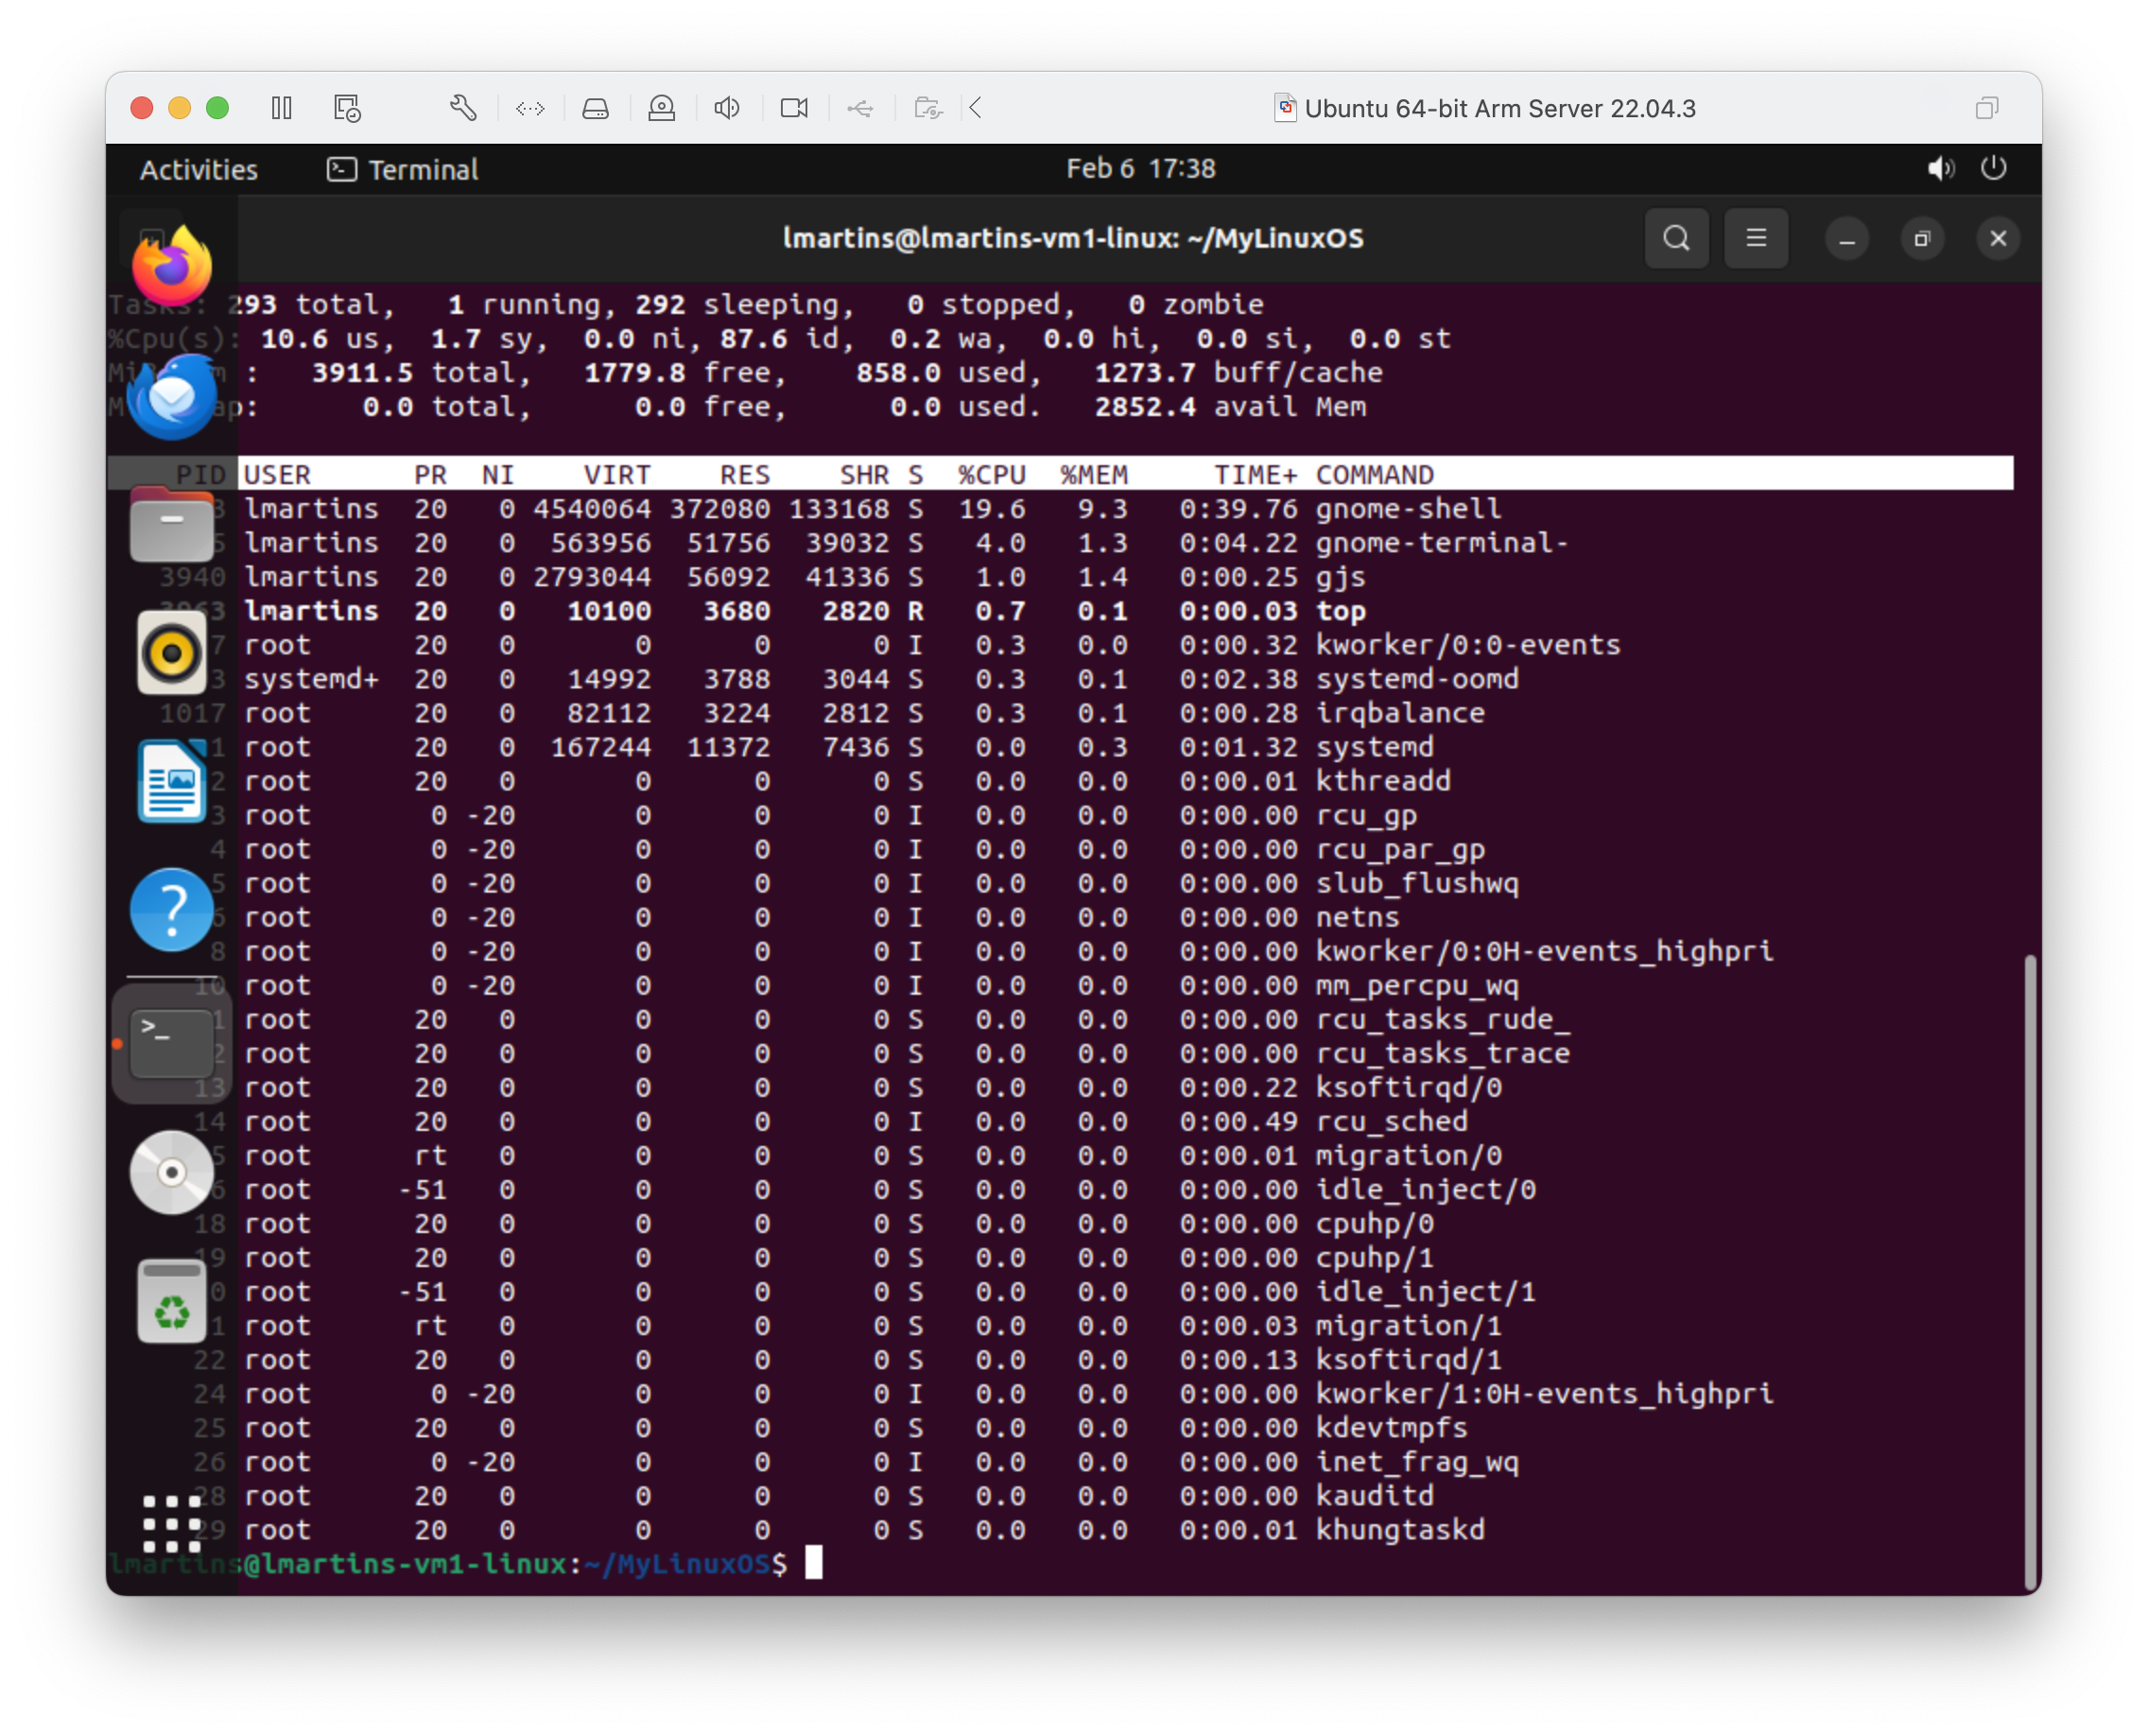 Ubuntu 64-bit Arm Server 22.04.3
Activities Terminal Feb 6 17:38
lmartins@lmartins-vm1-linux: ~/MyLinuxOS
Tasks: 293 total, 1 running, 292 sleeping, 0 stopped, 0 zombie
%Cpu(s): 10.6 us, 1.7 sy, 0.0 ni, 87.6 id, 0.2 wa, 0.0 hi, 0.0 si, 0.0 st
: 3911.5 total, 1779.8 free, 858.0 used, 1273.7 buff/cache
0.0 total, 0.0 free, 0.0 used. 2852.4 avail Mem
PID USER PR NI VIRT RES SHR S %CPU %MEM TIME+ COMMAND
lmartins 20 0 4540064 372080 133168 S 19.6 9.3 0:39.76 gnome-shell
lmartins 20 0 563956 51756 39032 S 4.0 1.3 0:04.22 gnome-terminal-
3940 lmartins 20 0 2793044 56092 41336 S 1.0 1.4 0:00.25 gjs
3963 lmartins 20 0 10100 3680 2820 R 0.7 0.1 0:00.03 top
root 20 0 0 0 0 I 0.3 0.0 0:00.32 kworker/0:0-events
systemd+ 20 0 14992 3788 3044 S 0.3 0.1 0:02.38 systemd-oomd
1017 root 20 0 82112 3224 2812 S 0.3 0.1 0:00.28 irqbalance
1 root 20 0 167244 11372 7436 S 0.0 0.3 0:01.32 systemd
2 root 20 0 0 0 0 S 0.0 0.0 0:00.01 kthreadd
3 root 0 -20 0 0 0 I 0.0 0.0 0:00.00 rcu_gp
4 root 0 -20 0 0 0 I 0.0 0.0 0:00.00 rcu_par_gp
5 root 0 -20 0 0 0 I 0.0 0.0 0:00.00 slub_flushwq
6 root 0 -20 0 0 0 I 0.0 0.0 0:00.00 netns
8 root 0 -20 0 0 0 I 0.0 0.0 0:00.00 kworker/0:0H-events_highpri
10 root 0 -20 0 0 0 I 0.0 0.0 0:00.00 mm_percpu_wq
root 20 0 0 0 0 S 0.0 0.0 0:00.00 rcu_tasks_rude_
root 20 0 0 0 0 S 0.0 0.0 0:00.00 rcu_tasks_trace
13 root 20 0 0 0 0 S 0.0 0.0 0:00.22 ksoftirqd/0
14 root 20 0 0 0 0 I 0.0 0.0 0:00.49 rcu_sched
root rt 0 0 0 0 S 0.0 0.0 0:00.01 migration/0
root -51 0 0 0 0 S 0.0 0.0 0:00.00 idle_inject/0
18 root 20 0 0 0 0 S 0.0 0.0 0:00.00 cpuhp/0
19 root 20 0 0 0 0 S 0.0 0.0 0:00.00 cpuhp/1
root -51 0 0 0 0 S 0.0 0.0 0:00.00 idle_inject/1
root rt 0 0 0 0 S 0.0 0.0 0:00.03 migration/1
22 root 20 0 0 0 0 S 0.0 0.0 0:00.13 ksoftirqd/1
24 root 0 -20 0 0 0 I 0.0 0.0 0:00.00 kworker/1:0H-events_highpri
25 root 20 0 0 0 0 S 0.0 0.0 0:00.00 kdevtmpfs
26 root 0 -20 0 0 0 I 0.0 0.0 0:00.00 inet_frag_wq
28 root 20 0 0 0 0 S 0.0 0.0 0:00.00 kauditd
29 root 20 0 0 0 0 S 0.0 0.0 0:00.01 khungtaskd
lmartins@lmartins-vm1-linux:~/MyLinuxOS$